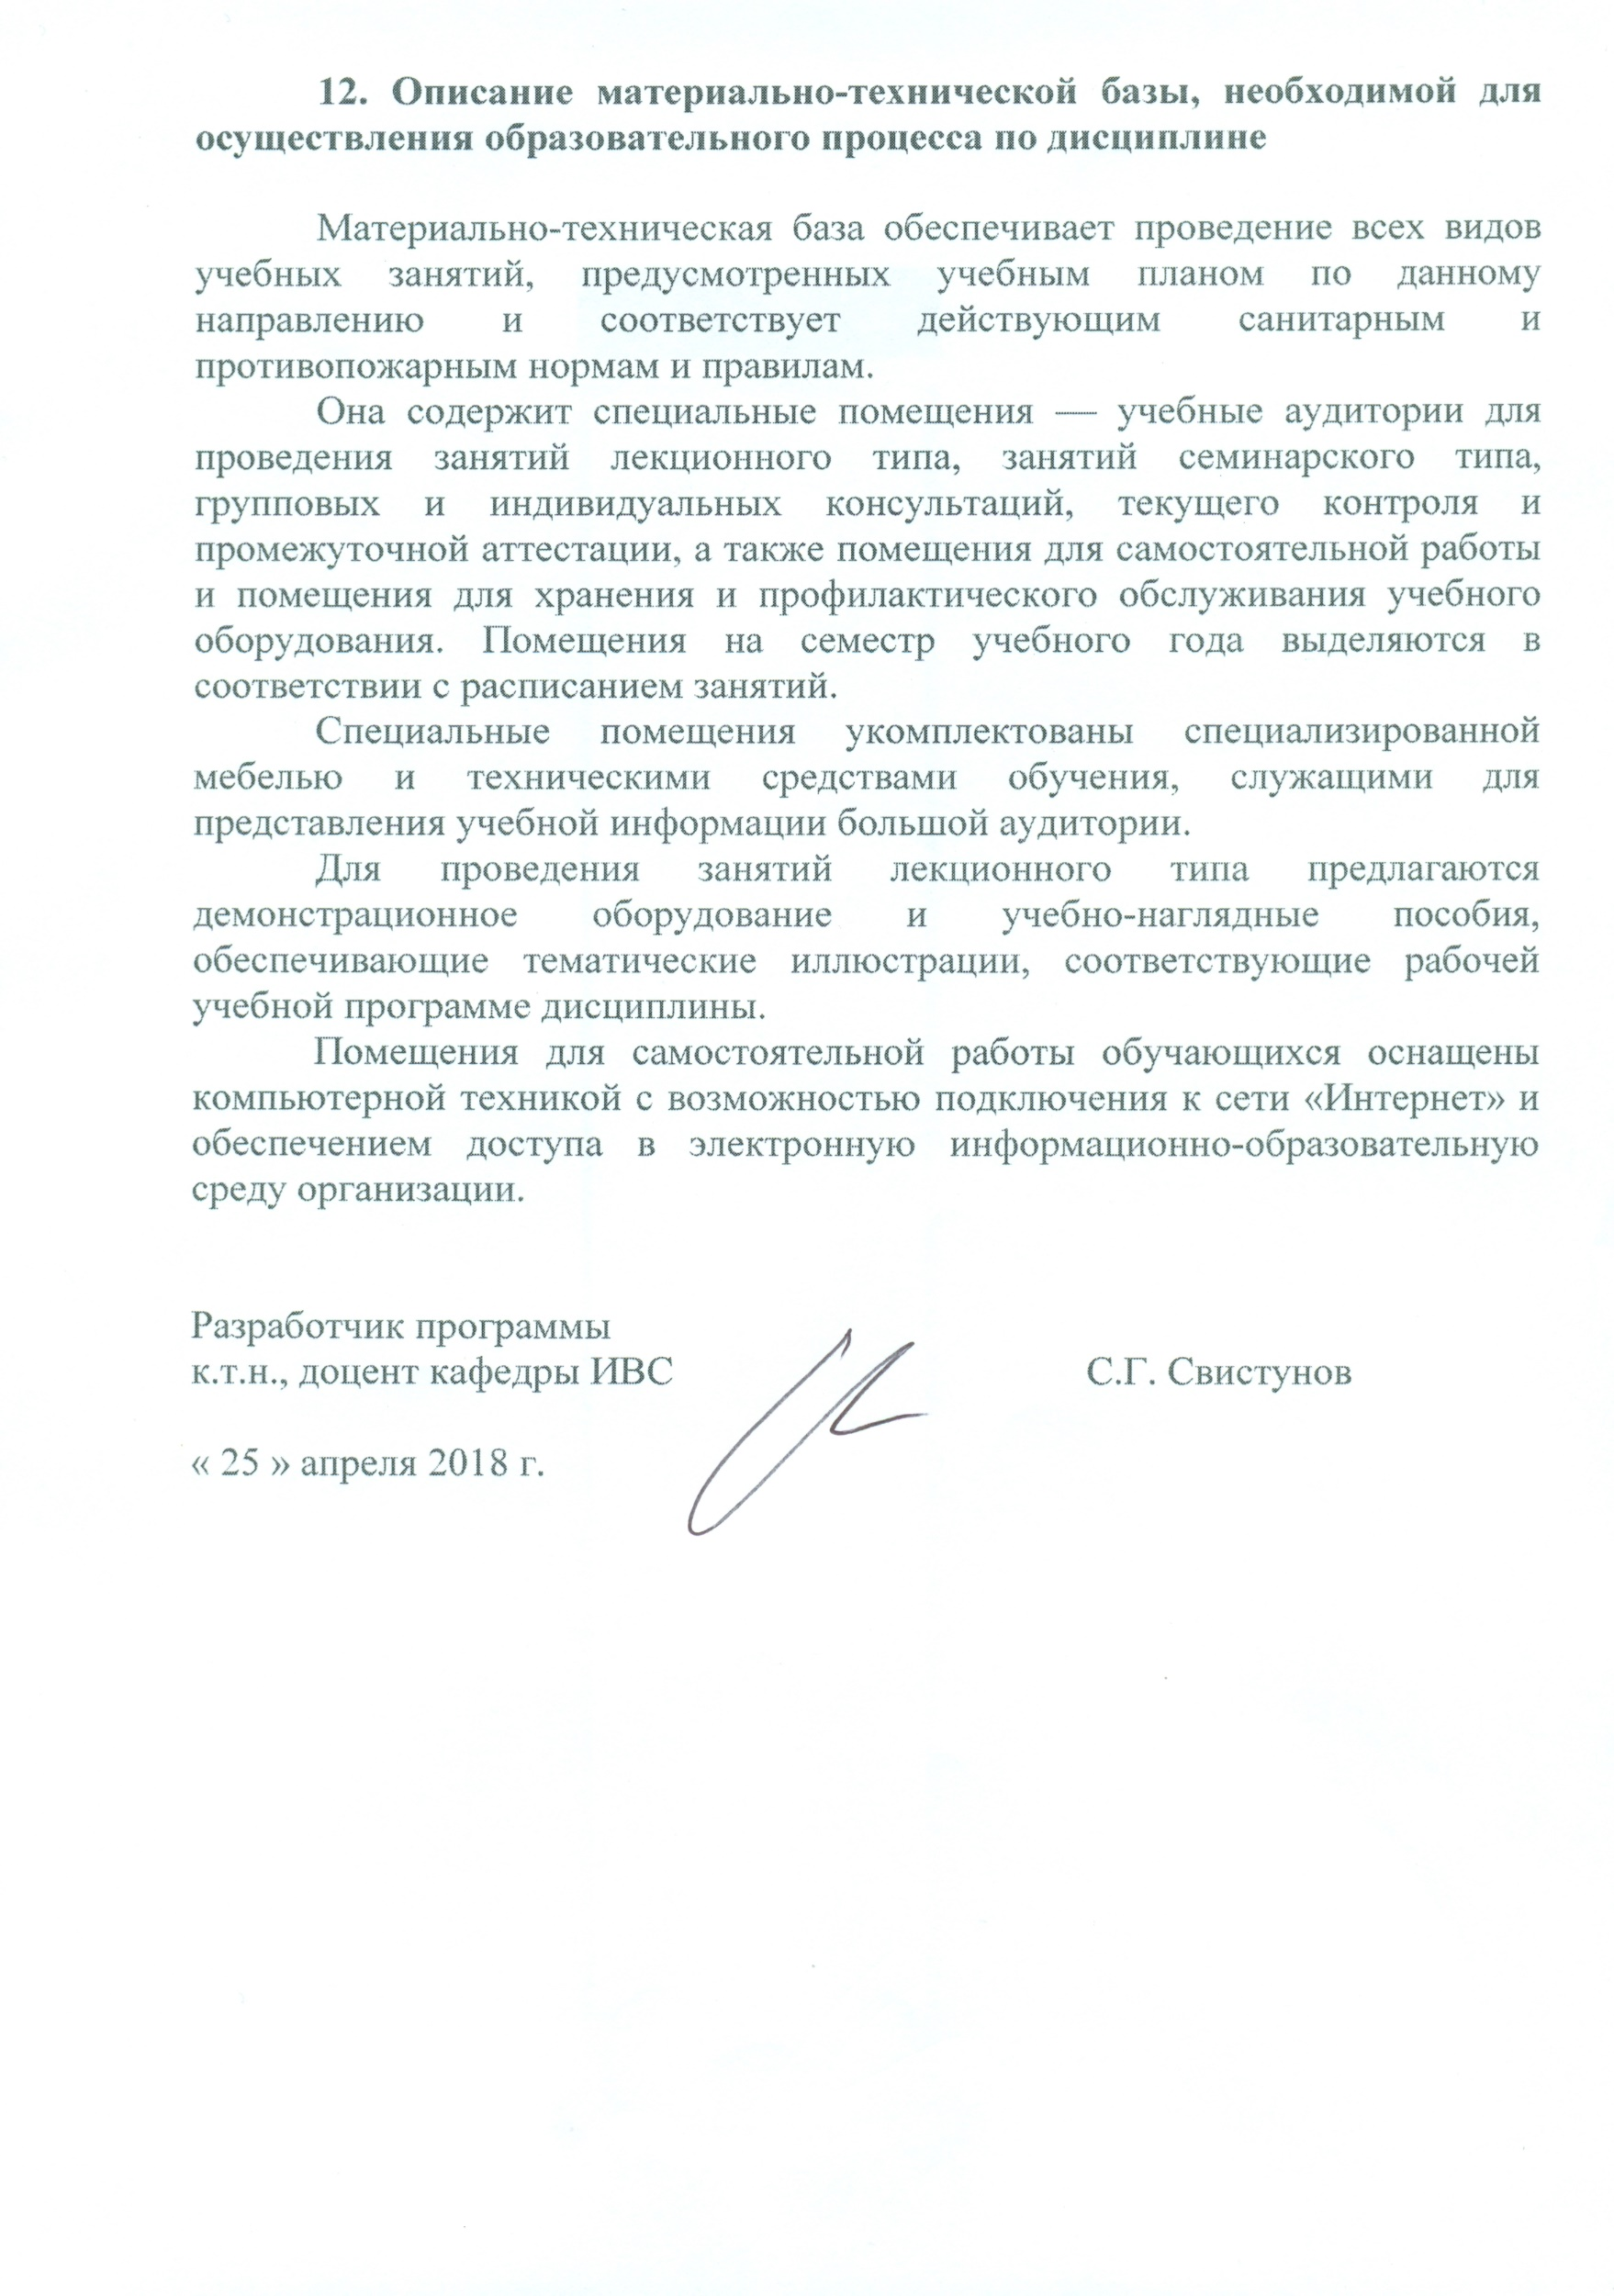 12. Описание материально-технической базы, необходимой для
осуществления образовательного процесса по дисциплине
Материально-техническая база обеспечивает проведение всех видов
учебных занятий, предусмотренных учебным планом по данному
направлению и соответствует действующим санитарным и
противопожарным нормам и правилам.
Она содержит специальные помещения — учебные аудитории для
проведения занятий лекционного типа, занятий семинарского типа,
групповых и индивидуальных консультаций, текущего контроля и
промежуточной аттестации, а также помещения для самостоятельной работы
и помещения для хранения и профилактического обслуживания учебного
оборудования. Помещения на семестр учебного года выделяются в
соответствии с расписанием занятий.
Специальные помещения укомплектованы специализированной
мебелью и техническими средствами обучения, служащими для
представления учебной информации большой аудитории.
Для проведения занятий лекционного типа предлагаются
демонстрационное оборудование и учебно-наглядные пособия,
обеспечивающие тематические иллюстрации, соответствующие рабочей
учебной программе дисциплины.
Помещения для самостоятельной работы обучающихся оснащены
компьютерной техникой с возможностью подключения к сети «Интернет» и
обеспечением доступа в электронную информационно-образовательную
среду организации.
Разработчик программы
к.т.н., доцент кафедры ИВС С.Г. Свистунов
« 25 » апреля 2018 г.